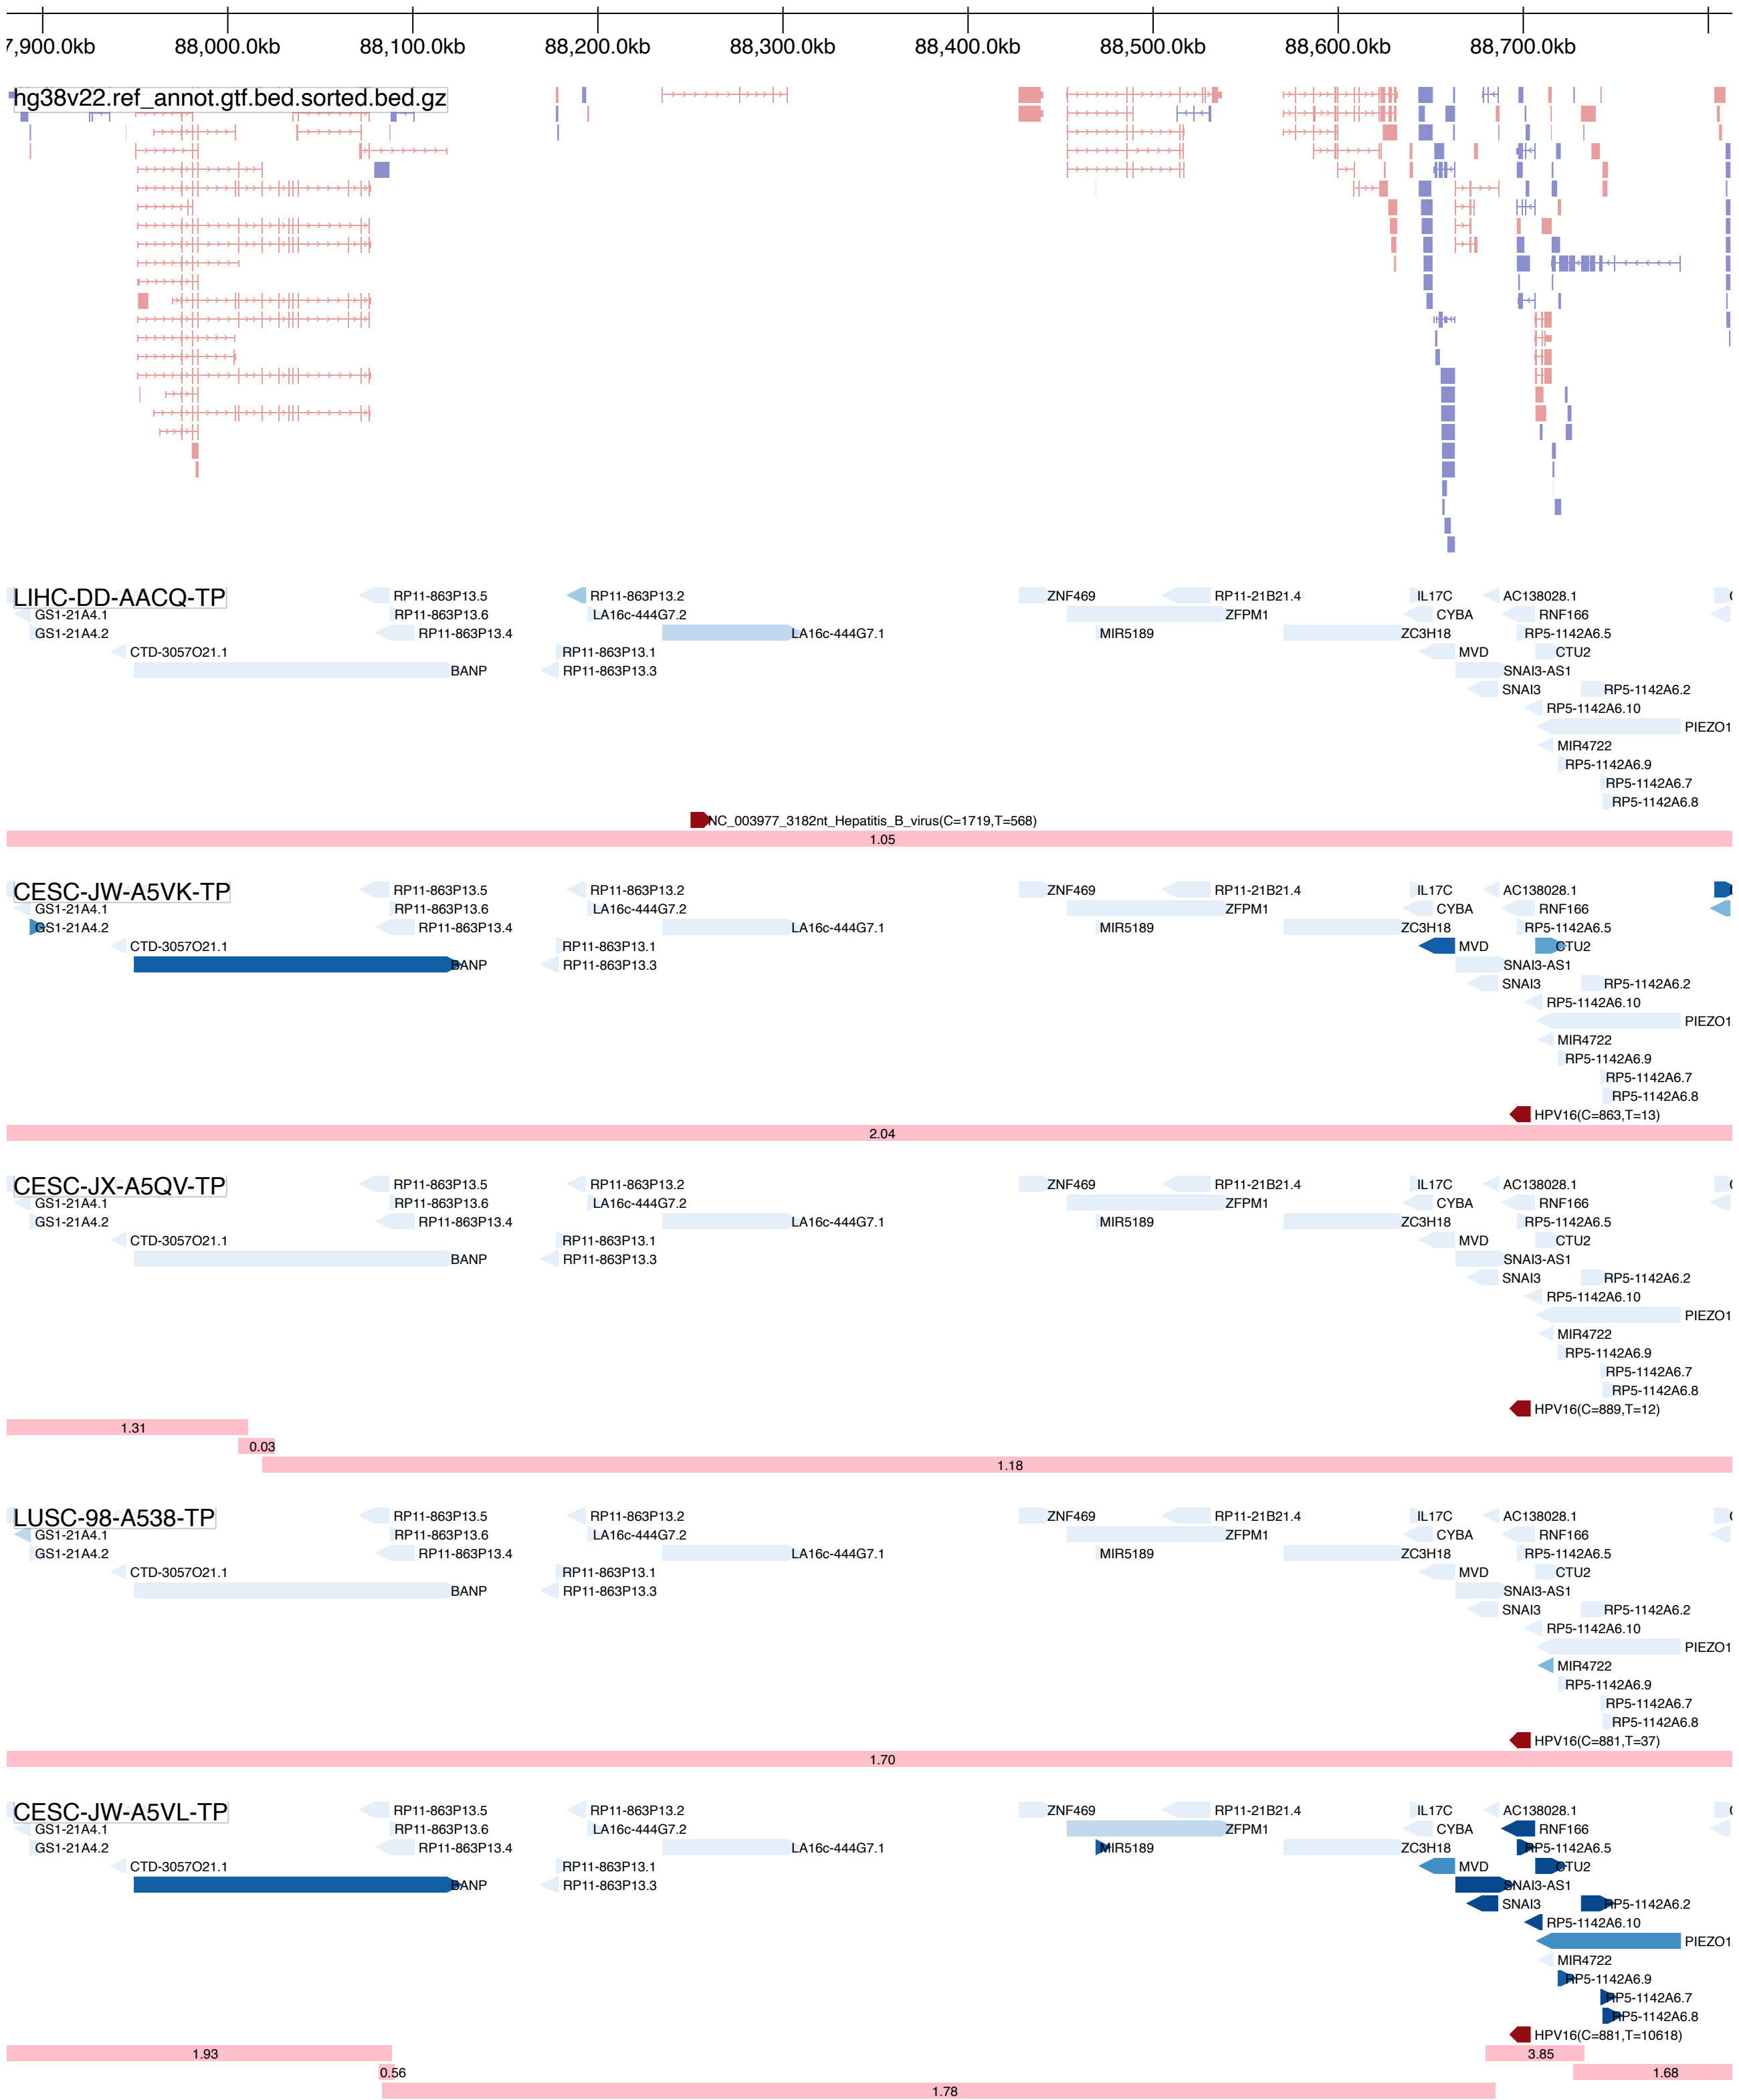 7,900.0kb 88,000.0kb 88,100.0kb 88,200.0kb 88,300.0kb 88,400.0kb 88,500.0kb 88,600.0kb 88,700.0kb
hg38v22.ref_annot.gtf.bed.sorted.bed.gz
LIHC-DD-AACQ-TP RP11-863P13.5 RP11-863P13.2 ZNF469 RP11-21B21.4 IL17C AC138028.1
GS1-21A4.1 RP11-863P13.6 LA16c-444G7.2 ZFPM1 CYBA RNF166
GS1-21A4.2 RP11-863P13.4 LA16c-444G7.1 MIR5189 ZC3H18 RP5-1142A6.5
CTD-3057O21.1 RP11-863P13.1 MVD CTU2
BANP RP11-863P13.3 SNAI3-AS1
SNAI3 RP5-1142A6.2
RP5-1142A6.10
PIEZO1
MIR4722
RP5-1142A6.9
RP5-1142A6.7
RP5-1142A6.8
NC_003977_3182nt_Hepatitis_B_virus(C=1719,T=568)
1.05
CESC-JW-A5VK-TP RP11-863P13.5 RP11-863P13.2 ZNF469 RP11-21B21.4 IL17C AC138028.1
GS1-21A4.1 RP11-863P13.6 LA16c-444G7.2 ZFPM1 CYBA RNF166
GS1-21A4.2 RP11-863P13.4 LA16c-444G7.1 MIR5189 ZC3H18 RP5-1142A6.5
CTD-3057O21.1 RP11-863P13.1 MVD CTU2
BANP RP11-863P13.3 SNAI3-AS1
SNAI3 RP5-1142A6.2
RP5-1142A6.10
PIEZO1
MIR4722
RP5-1142A6.9
RP5-1142A6.7
RP5-1142A6.8
HPV16(C=863,T=13)
2.04
CESC-JX-A5QV-TP RP11-863P13.5 RP11-863P13.2 ZNF469 RP11-21B21.4 IL17C AC138028.1
GS1-21A4.1 RP11-863P13.6 LA16c-444G7.2 ZFPM1 CYBA RNF166
GS1-21A4.2 RP11-863P13.4 LA16c-444G7.1 MIR5189 ZC3H18 RP5-1142A6.5
CTD-3057O21.1 RP11-863P13.1 MVD CTU2
BANP RP11-863P13.3 SNAI3-AS1
SNAI3 RP5-1142A6.2
RP5-1142A6.10
PIEZO1
MIR4722
RP5-1142A6.9
RP5-1142A6.7
RP5-1142A6.8
HPV16(C=889,T=12)
1.31
0.03
1.18
LUSC-98-A538-TP RP11-863P13.5 RP11-863P13.2 ZNF469 RP11-21B21.4 IL17C AC138028.1
GS1-21A4.1 RP11-863P13.6 LA16c-444G7.2 ZFPM1 CYBA RNF166
GS1-21A4.2 RP11-863P13.4 LA16c-444G7.1 MIR5189 ZC3H18 RP5-1142A6.5
CTD-3057O21.1 RP11-863P13.1 MVD CTU2
BANP RP11-863P13.3 SNAI3-AS1
SNAI3 RP5-1142A6.2
RP5-1142A6.10
PIEZO1
MIR4722
RP5-1142A6.9
RP5-1142A6.7
RP5-1142A6.8
HPV16(C=881,T=37)
1.70
CESC-JW-A5VL-TP RP11-863P13.5 RP11-863P13.2 ZNF469 RP11-21B21.4 IL17C AC138028.1
GS1-21A4.1 RP11-863P13.6 LA16c-444G7.2 ZFPM1 CYBA RNF166
GS1-21A4.2 RP11-863P13.4 LA16c-444G7.1 MIR5189 ZC3H18 RP5-1142A6.5
CTD-3057O21.1 RP11-863P13.1 MVD CTU2
BANP RP11-863P13.3 SNAI3-AS1
SNAI3 RP5-1142A6.2
RP5-1142A6.10
PIEZO1
MIR4722
RP5-1142A6.9
RP5-1142A6.7
RP5-1142A6.8
HPV16(C=881,T=10618)
1.93 3.85
0.56 1.68
1.78